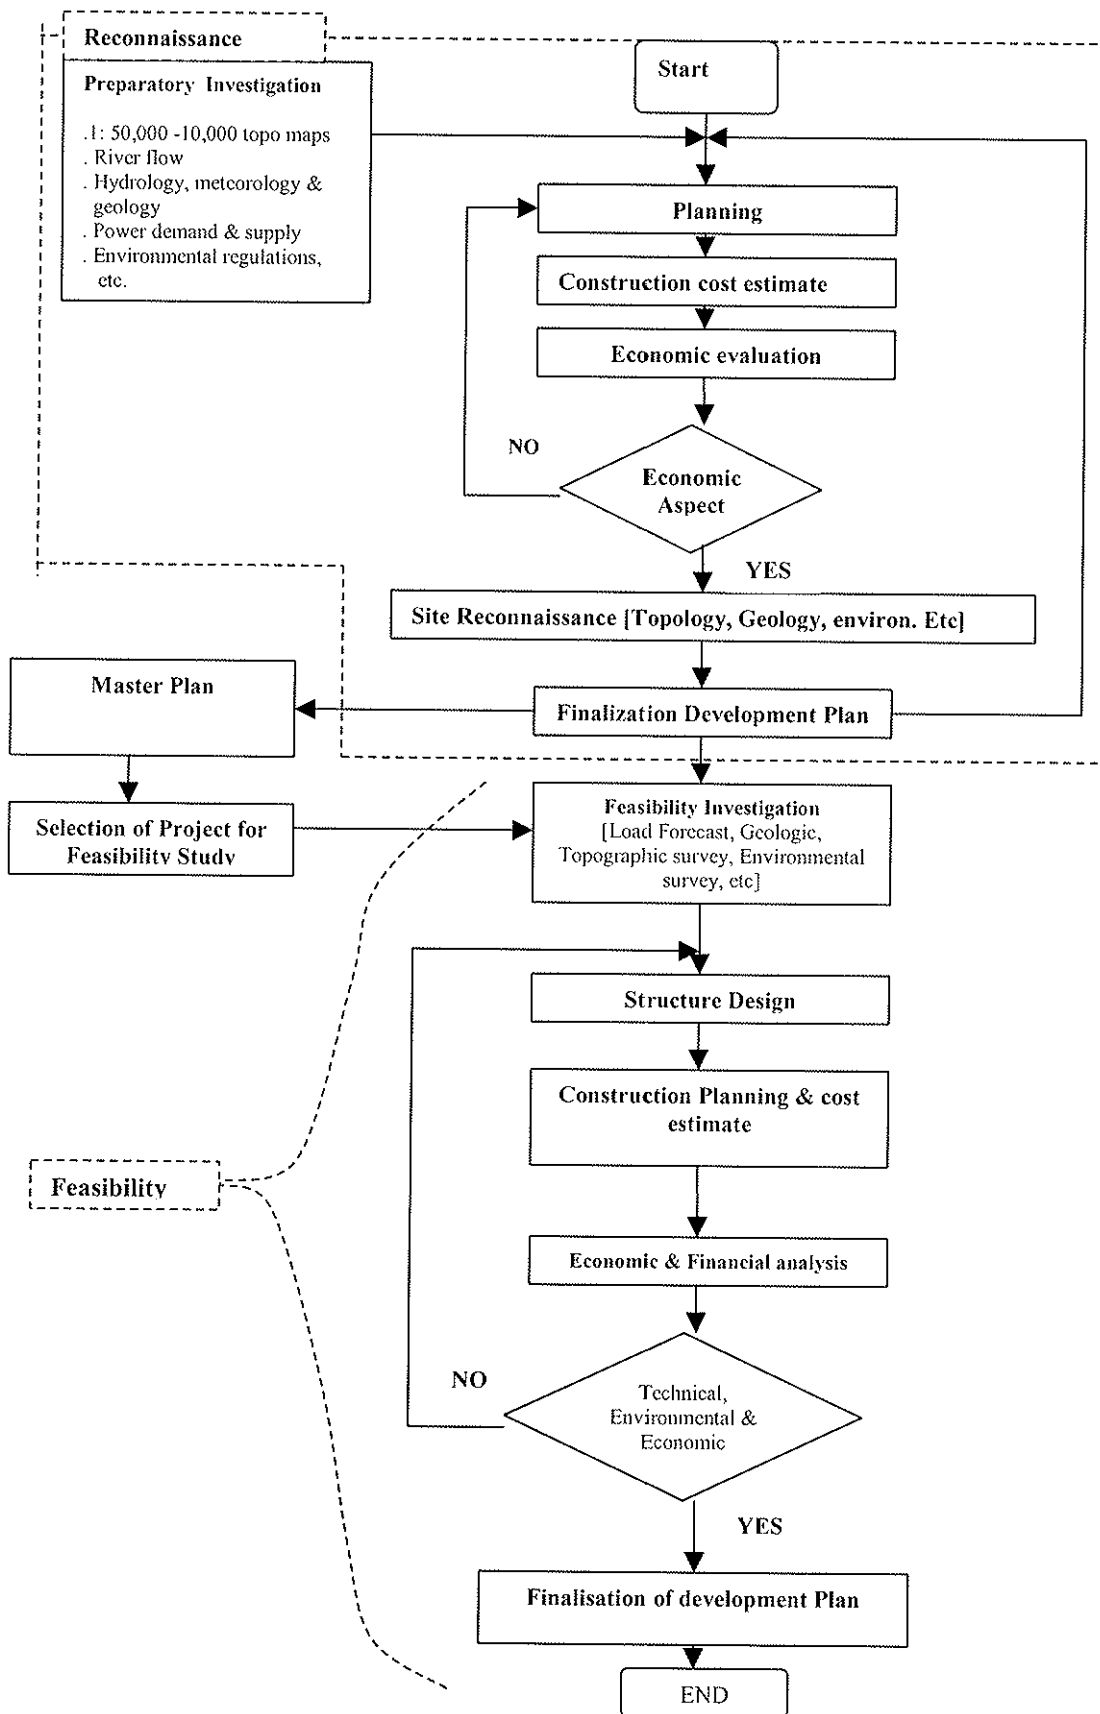 Reconnaissance
Start
Preparatory Investigation
.1: 50,000 -10,000 topo maps
. River flow
. Hydrology, meteorology &
geology
. Power demand & supply
. Environmental regulations,
etc.
Planning
Construction cost estimate
Economic evaluation
NO
Economic
Aspect
YES
Site Reconnaissance [Topology, Geology, environ. Etc]
Master Plan
Finalization Development Plan
Selection of Project for
Feasibility Study
Feasibility Investigation
[Load Forecast, Geologic,
Topographic survey, Environmental
survey, etc]
Structure Design
Construction Planning & cost
estimate
Feasibility
Economic & Financial analysis
NO
Technical,
Environmental &
Economic
YES
Finalisation of development Plan
END